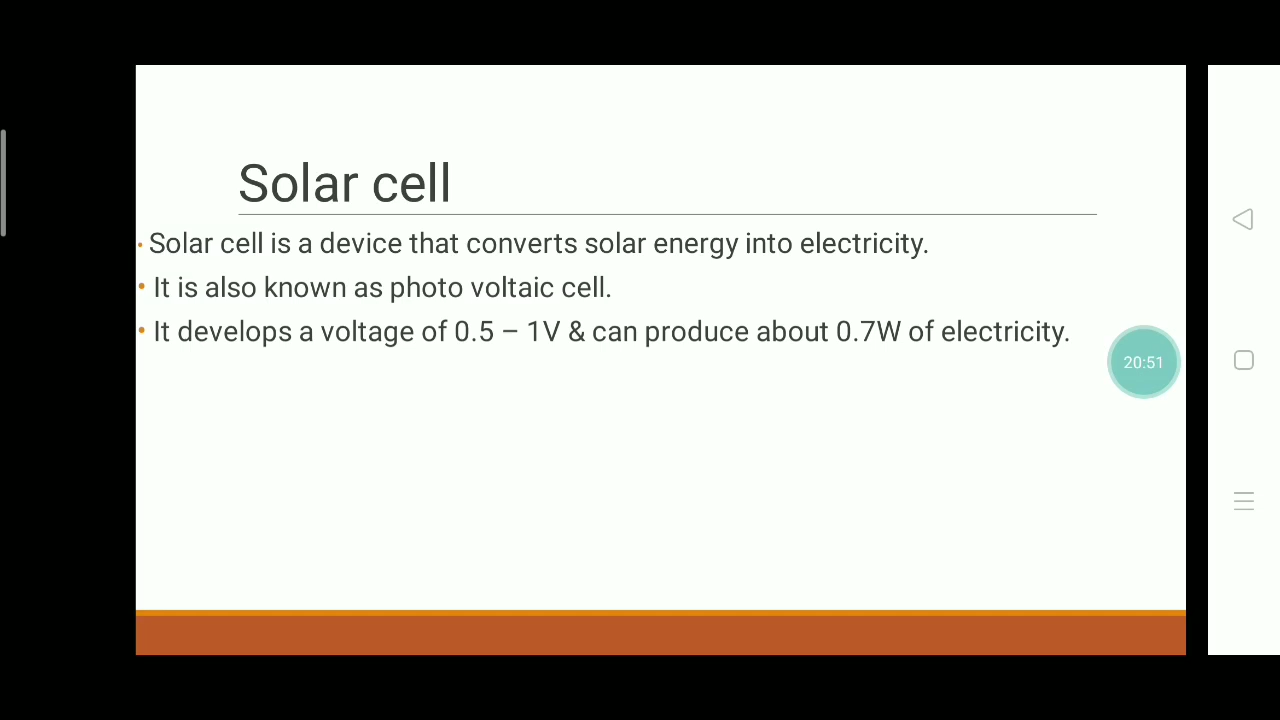 Solar cell
• Solar cell is a device that converts solar energy into electricity.
• It is also known as photo voltaic cell.
• It develops a voltage of 0.5 – 1V & can produce about 0.7W of electricity.
20:51